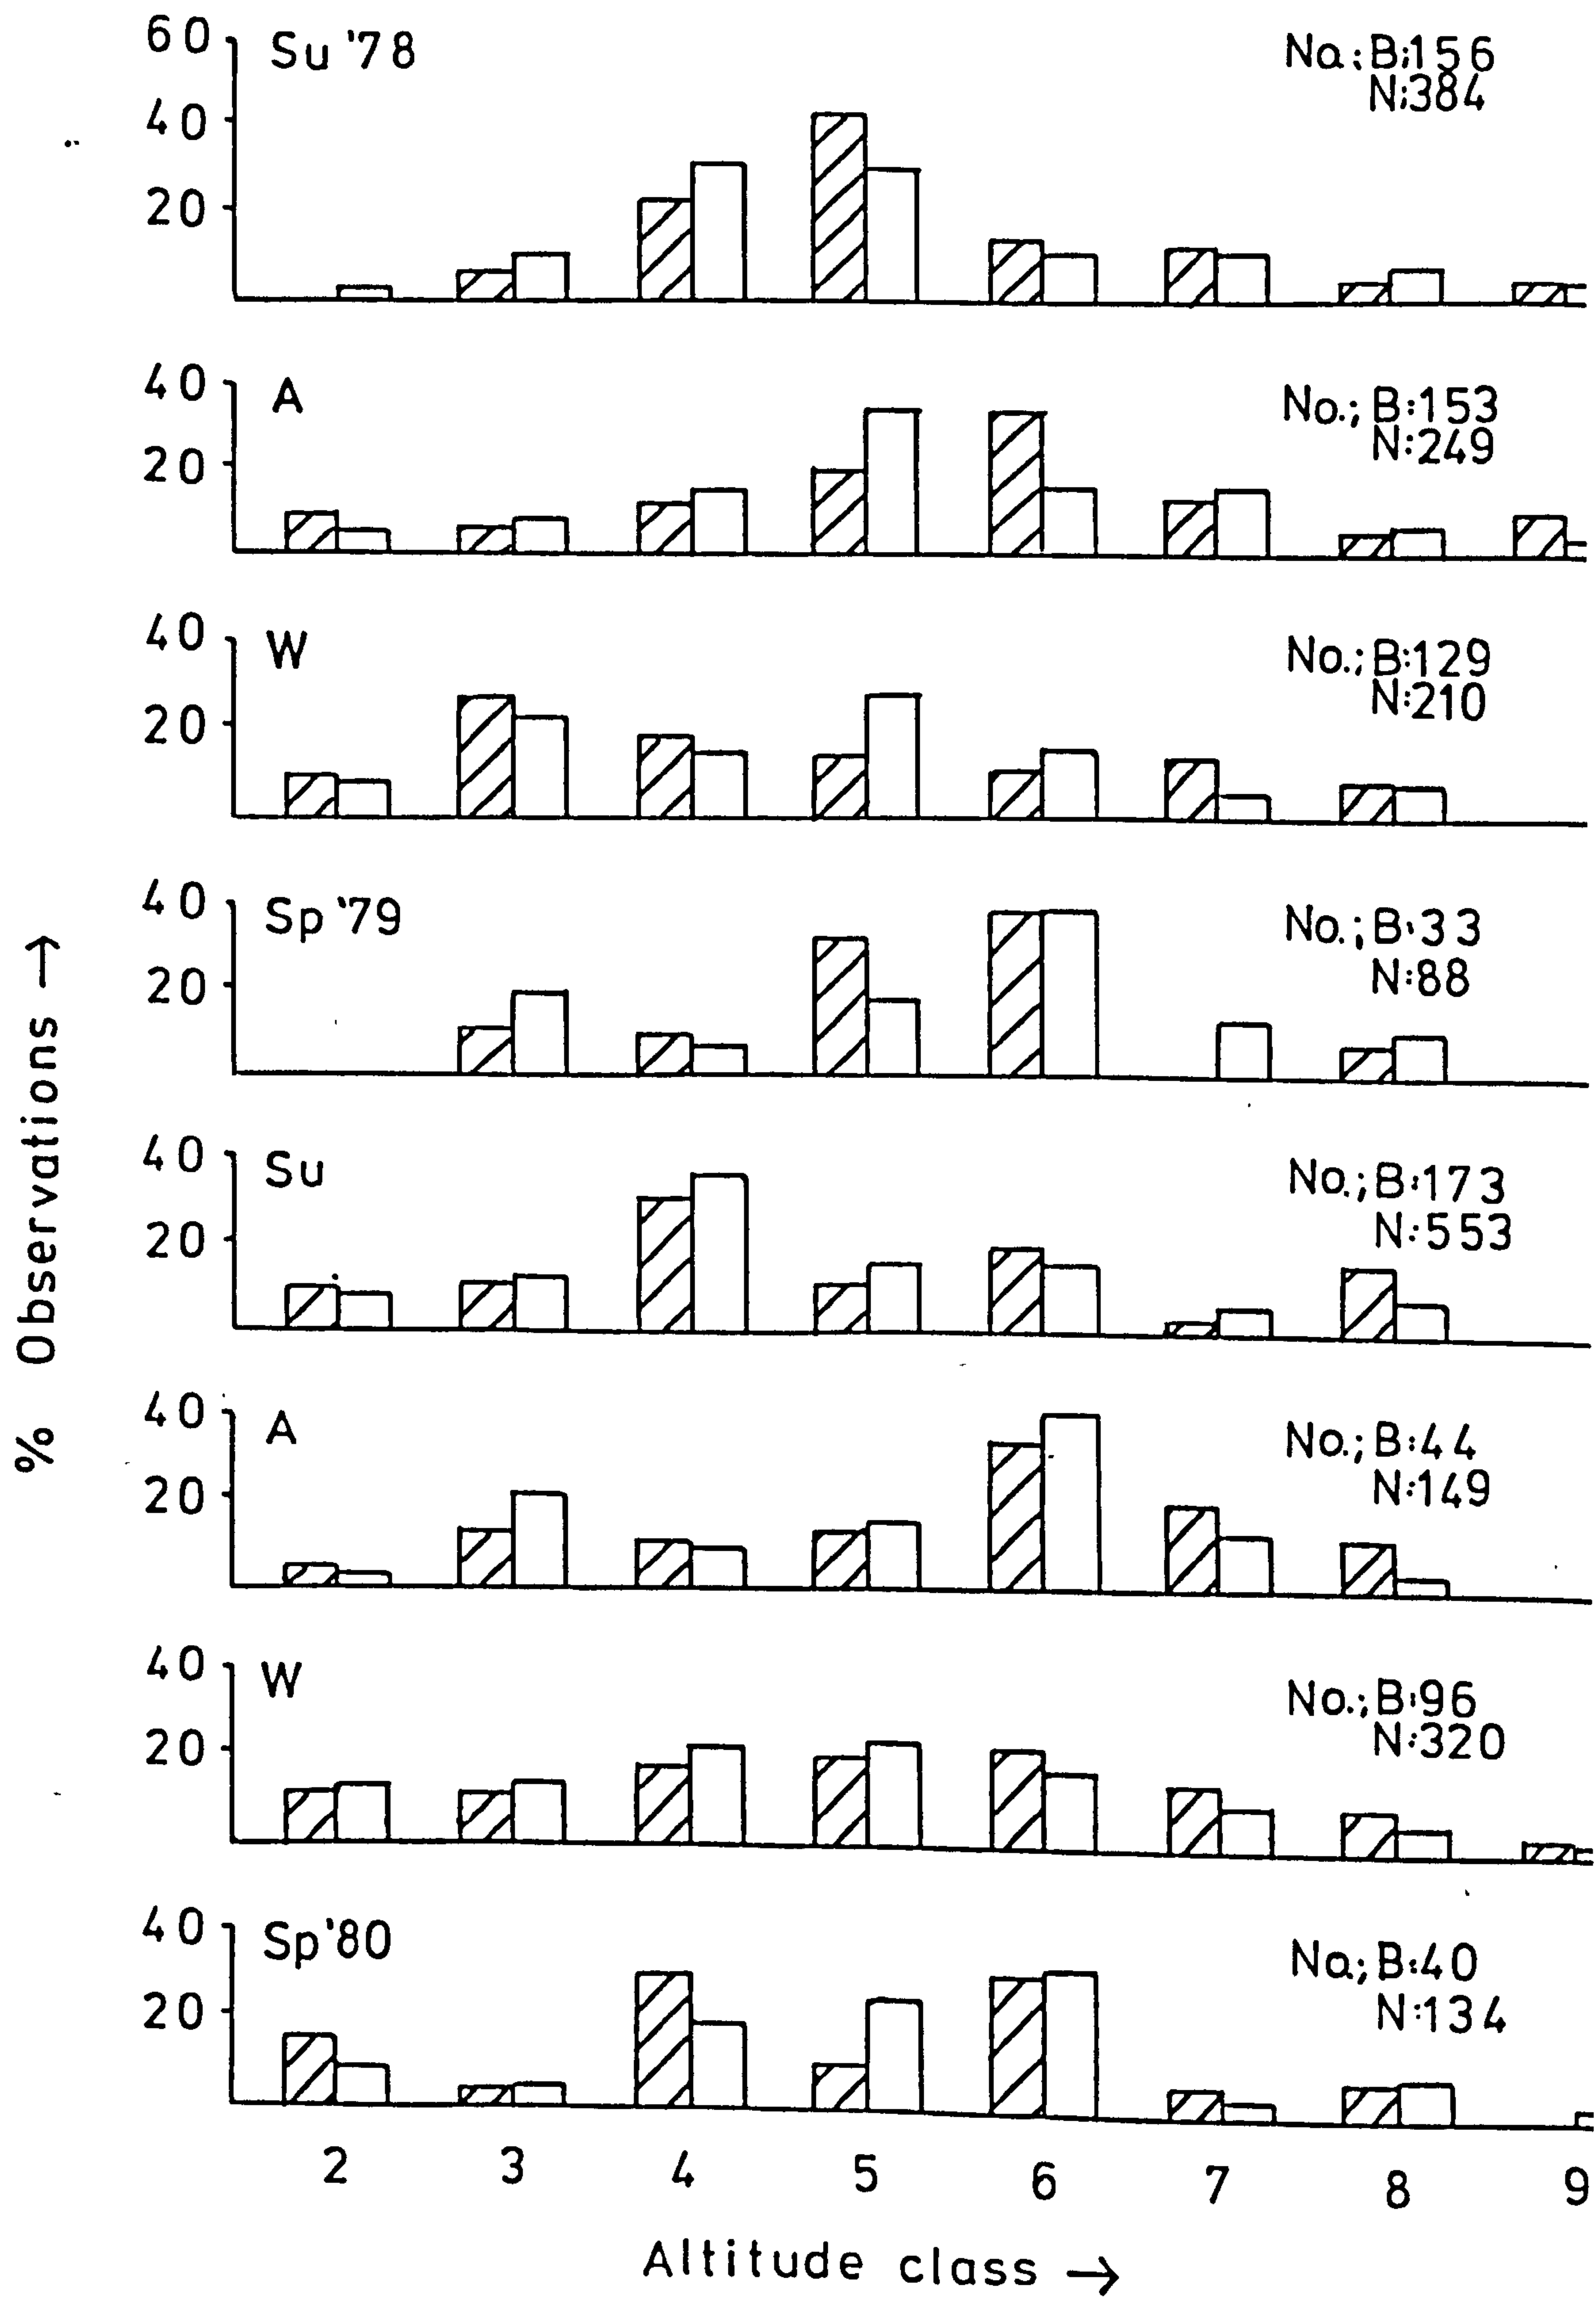 60
Su '78
Na; B:156
N:384
40
20
40
A
No.; B:153
N:249
20
40
W
No.; B:129
N:210
20
40
Sp '79
No.; B:33
N:88
20
40
Su
No.; B:173
N:553
20
40
A
No.; B:44
N:149
20
40
W
No.; B:96
N:320
20
40
Sp '80
No; B:40
N:134
20
2 3 4 5 6 7 8 9
Altitude class →
% Observations →